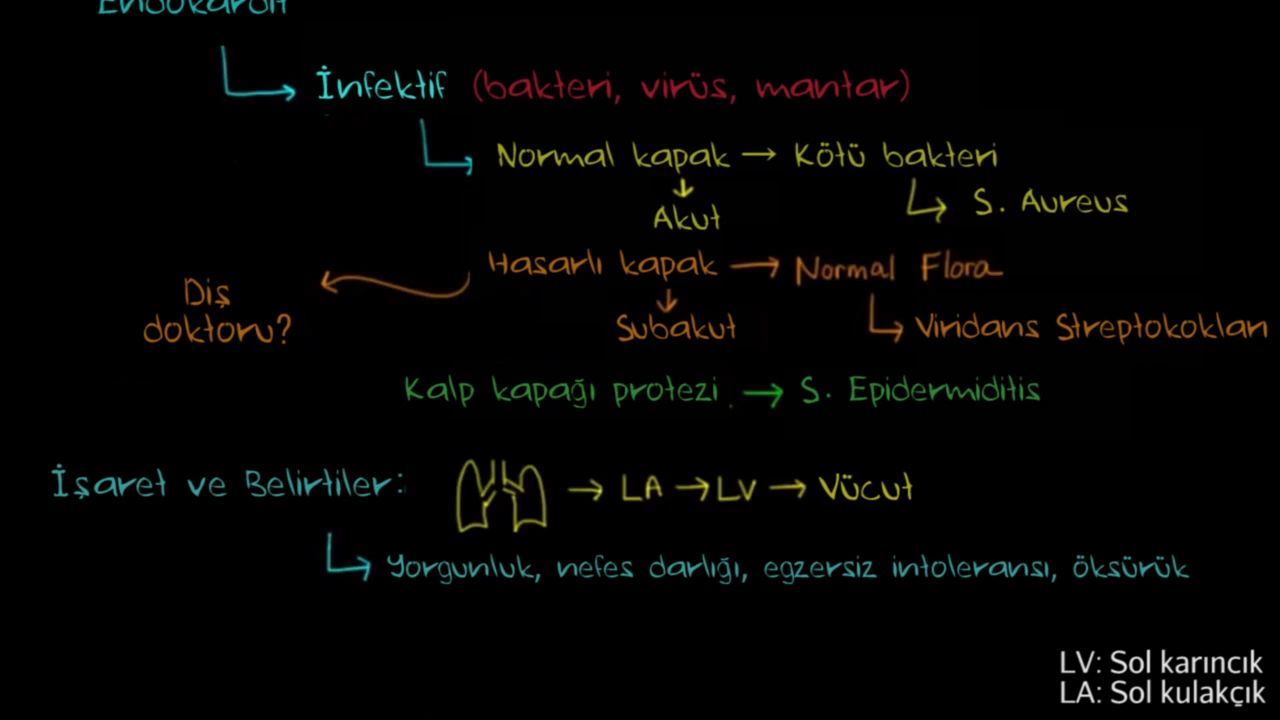 Endokardit
İnfektif (bakteri, virüs, mantar)
Normal kapak → Kötü bakteri
Akut
S. Aureus
Hasarlı kapak → Normal Flora
Diş
doktoru?
Subakut
Viridans Streptokokları
Kalp kapağı protezi → S. Epidermiditis
İşaret ve Belirtiler: → LA → LV → Vücut
Yorgunluk, nefes darlığı, egzersiz intoleransı, öksürük
LV: Sol karıncık
LA: Sol kulakçık